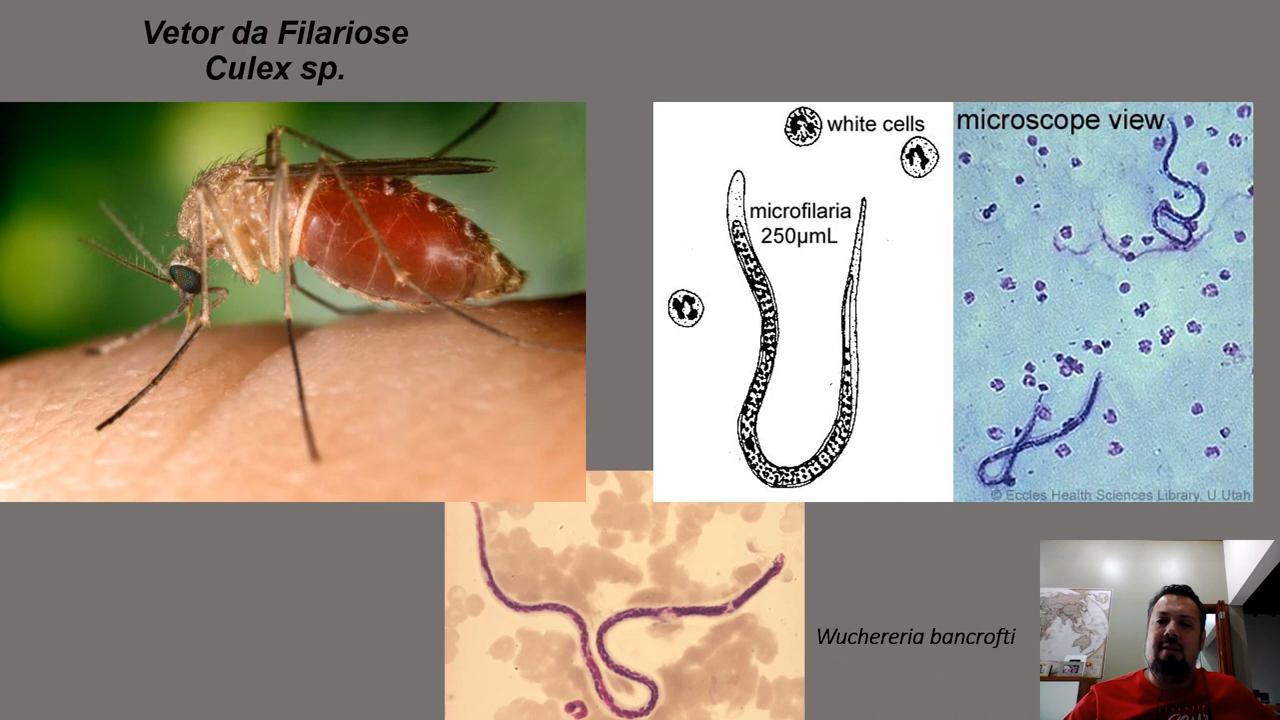 Vetor da Filariose
Culex sp.
white cells
microfilaria
250µmL
microscope view
© Eccles Health Sciences Library, U.Utah
Wuchereria bancrofti